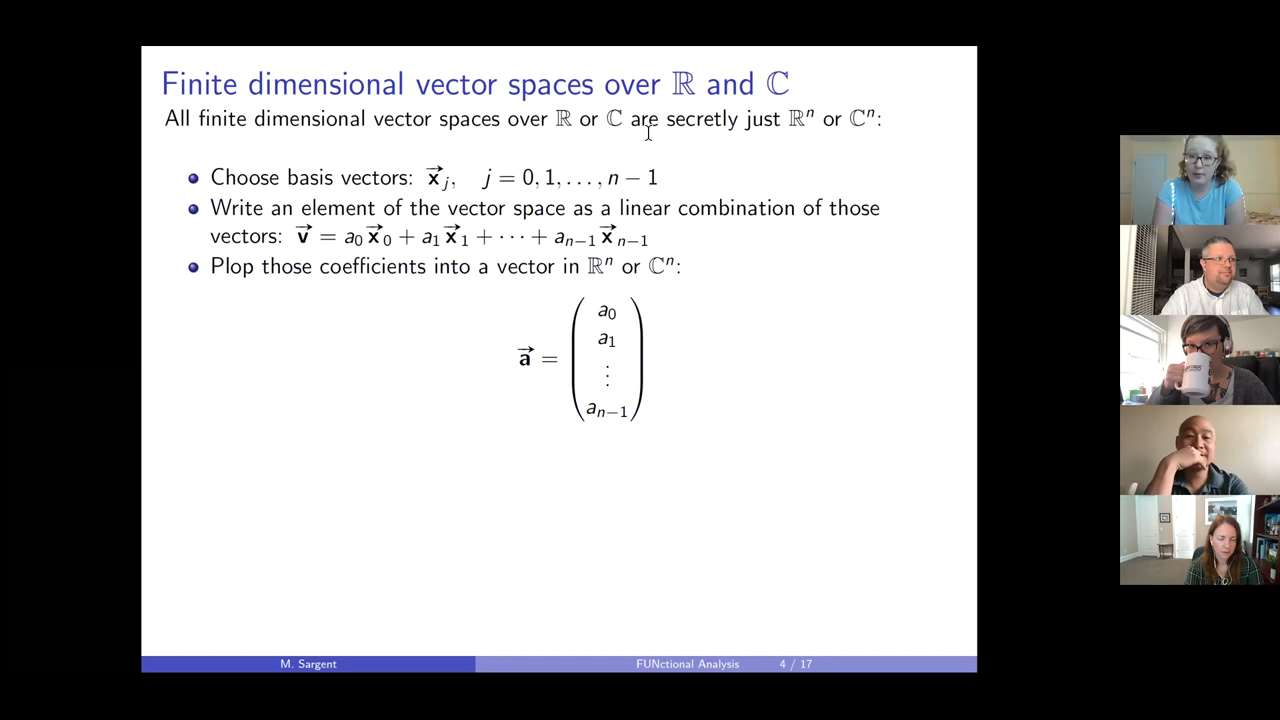 Finite dimensional vector spaces over ℝ and ℂ
All finite dimensional vector spaces over ℝ or ℂ are secretly just ℝⁿ or ℂⁿ:
Choose basis vectors: x⃗ⱼ, j = 0, 1, . . . , n − 1
Write an element of the vector space as a linear combination of those
vectors: v⃗ = a₀x⃗₀ + a₁x⃗₁ + · · · + aₙ₋₁x⃗ₙ₋₁
Plop those coefficients into a vector in ℝⁿ or ℂⁿ:
a⃗ =
a₀
a₁
⋮
aₙ₋₁
M. Sargent FUNctional Analysis 4 / 17